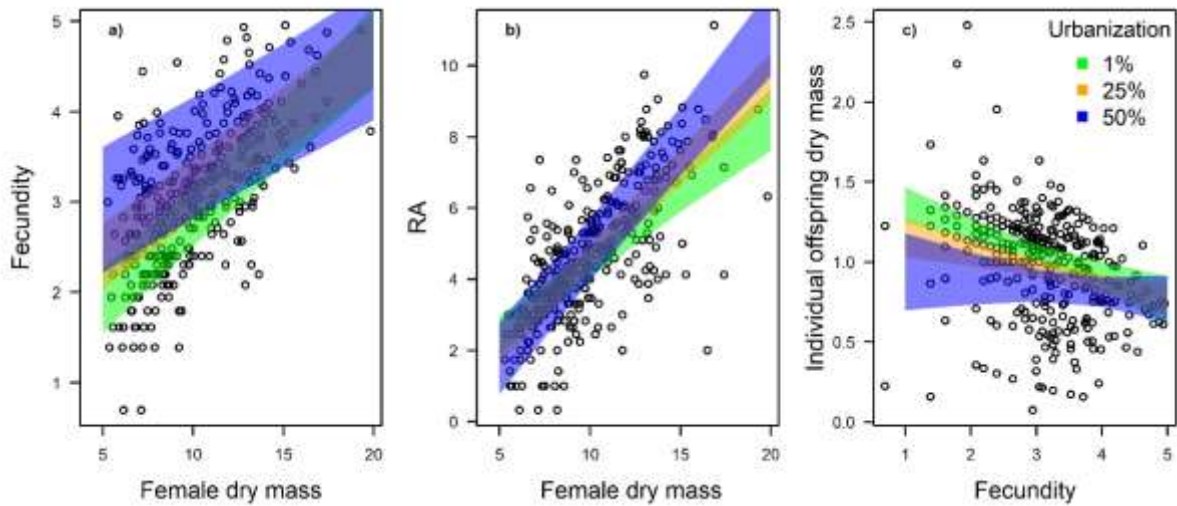 a)
5
4
3
2
1
Fecundity
5 10 15 20
Female dry mass
b)
10
8
6
4
2
0
RA
5 10 15 20
Female dry mass
c)
Urbanization
1%
25%
50%
2.5
2.0
1.5
1.0
0.5
0.0
Individual offspring dry mass
1 2 3 4 5
Fecundity